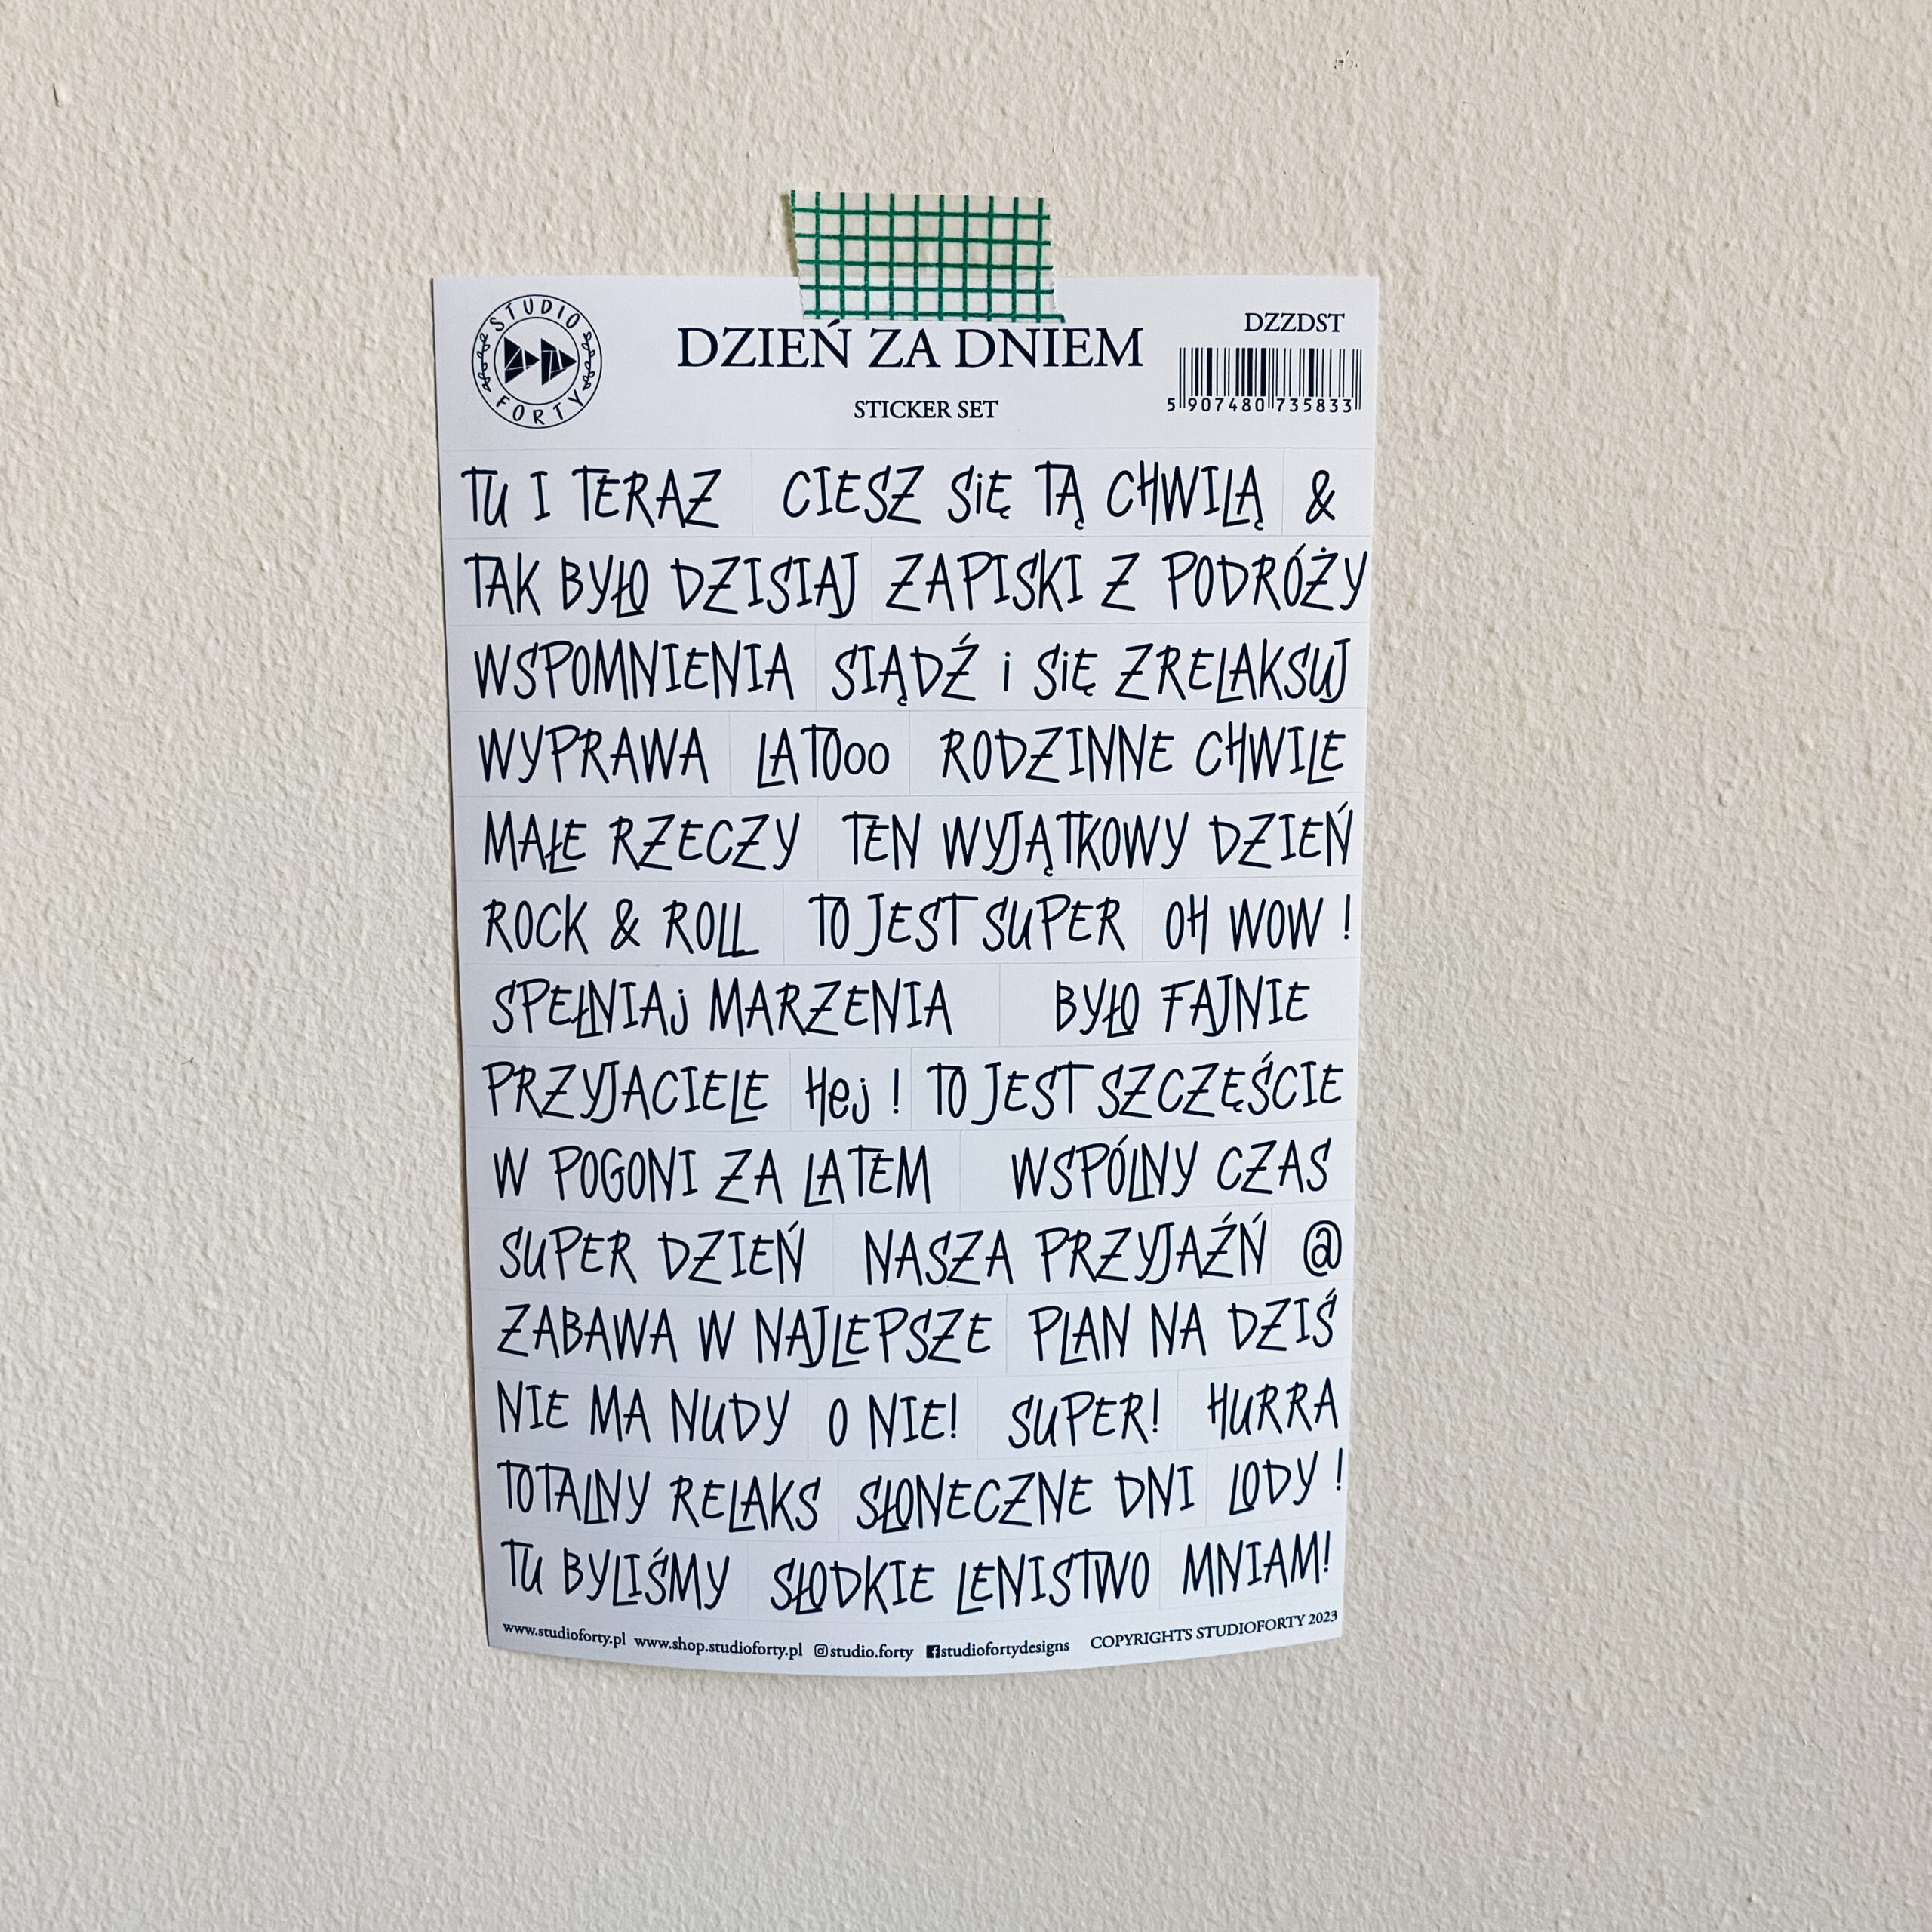 STUDIO
FORTY
DZIEŃ ZA DNIEM
STICKER SET
DZZDST
5 907480 735833
TU I TERAZ CIESZ SiĘ TĄ CHWILĄ &
TAK BYŁO DZISIAJ ZAPISKI Z PODRÓŻY
WSPOMNIENIA SIĄDŹ i SiĘ ZRELAKSUJ
WYPRAWA LATOoo RODZINNE CHWILE
MAŁE RZECZY TEN WYJĄTKOWY DZIEŃ
ROCK & ROLL TO JEST SUPER OH WOW !
SPEŁNIAj MARZENIA BYŁO FAJNIE
PRZYJACIELE Hej ! TO JEST SZCZĘŚCIE
W POGONI ZA LATEM WSPÓLNY CZAS
SUPER DZIEŃ NASZA PRZYJAŹŃ @
ZABAWA W NAJLEPSZE PLAN NA DZIŚ
NIE MA NUDY O NIE! SUPER! HURRA
TOTALNY RELAKS SŁONECZNE DNI LODY !
TU BYLIŚMY SŁODKIE LENISTWO MNIAM!
www.studioforty.pl www.shop.studioforty.pl studio.forty studiofortydesigns COPYRIGHTS STUDIOFORTY 2023